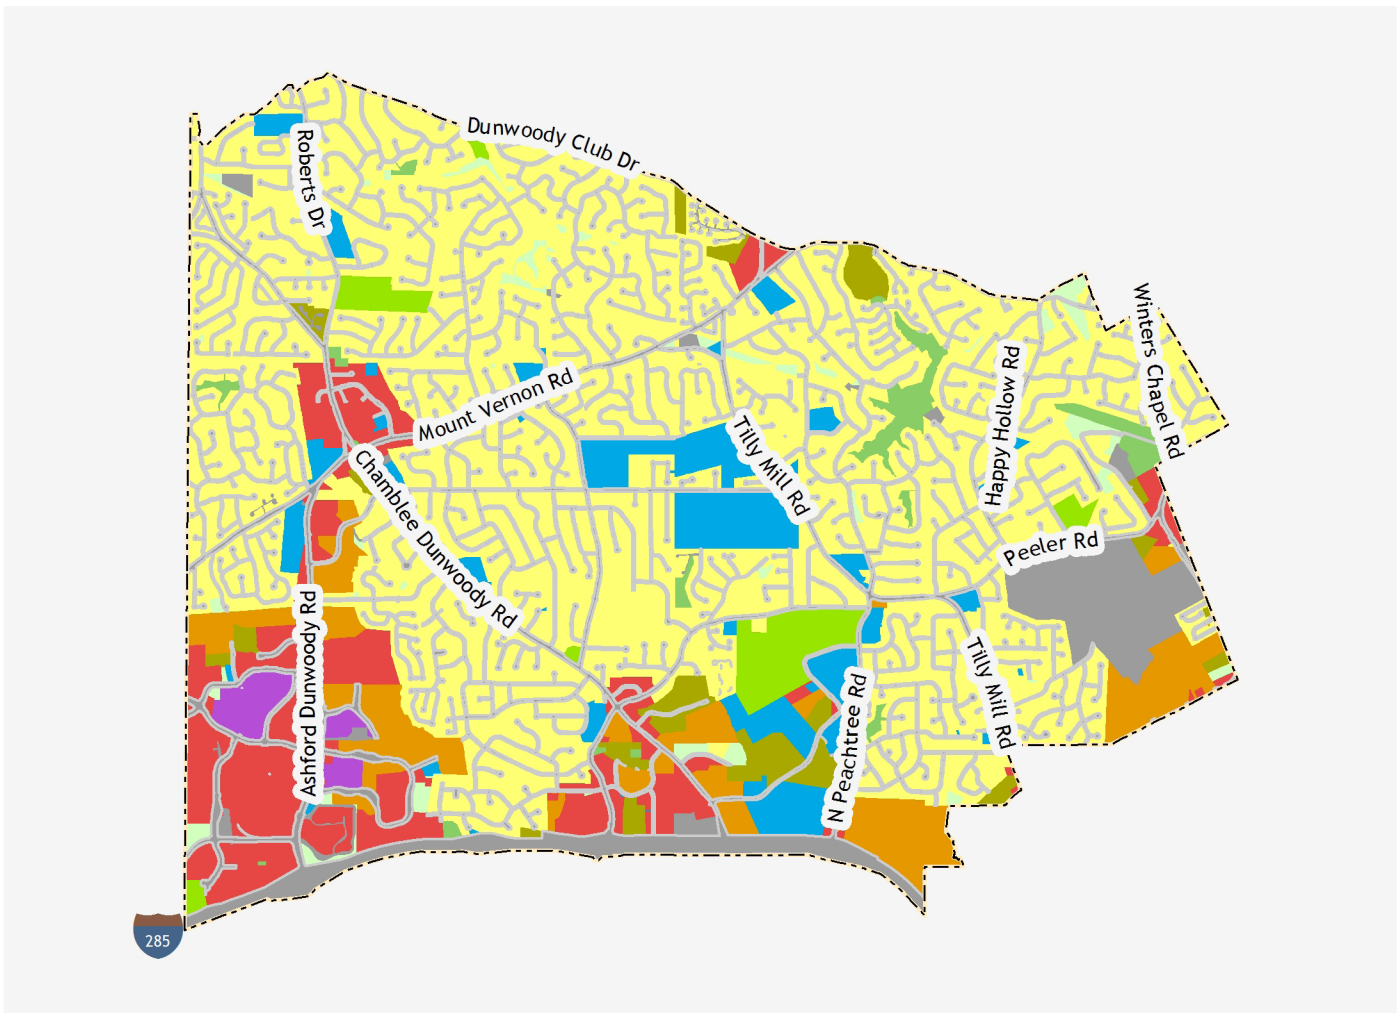 Dunwoody Club Dr
Roberts Dr
Winters Chapel Rd
Happy Hollow Rd
Mount Vernon Rd
Tilly Mill Rd
Chamblee Dunwoody Rd
Peeler Rd
Ashford Dunwoody Rd
Tilly Mill Rd
N Peachtree Rd
285